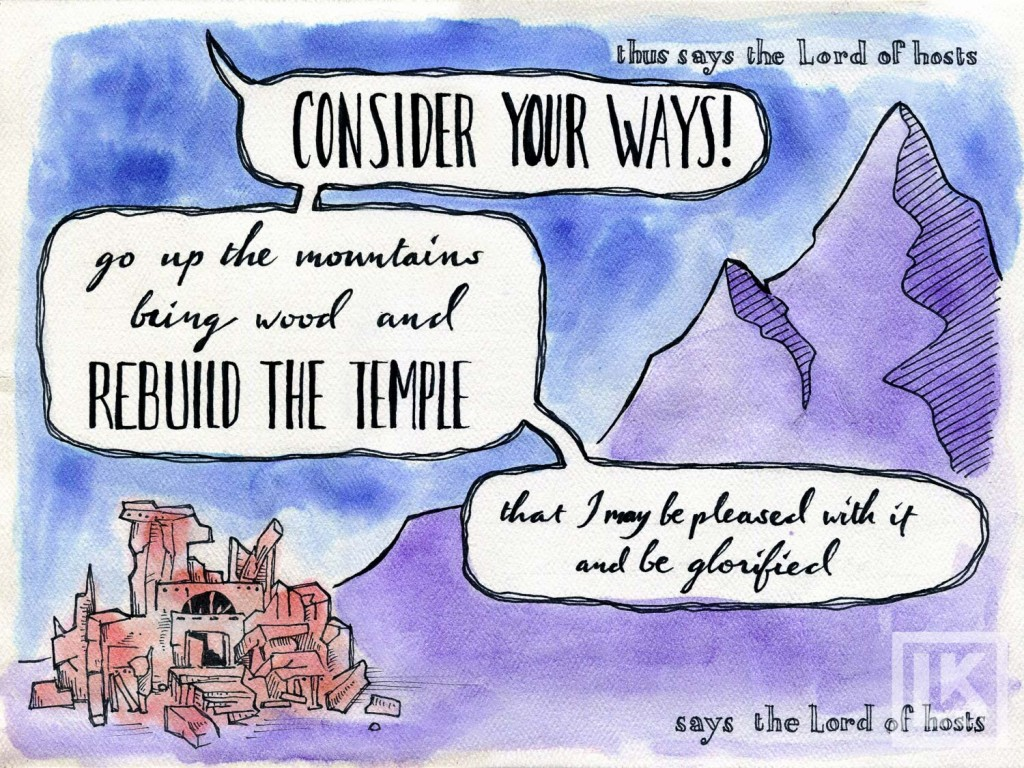 thus says the Lord of hosts
CONSIDER YOUR WAYS!
go up the mountains
bring wood and
REBUILD THE TEMPLE
that I may be pleased with it
and be glorified
says the Lord of hosts
LK